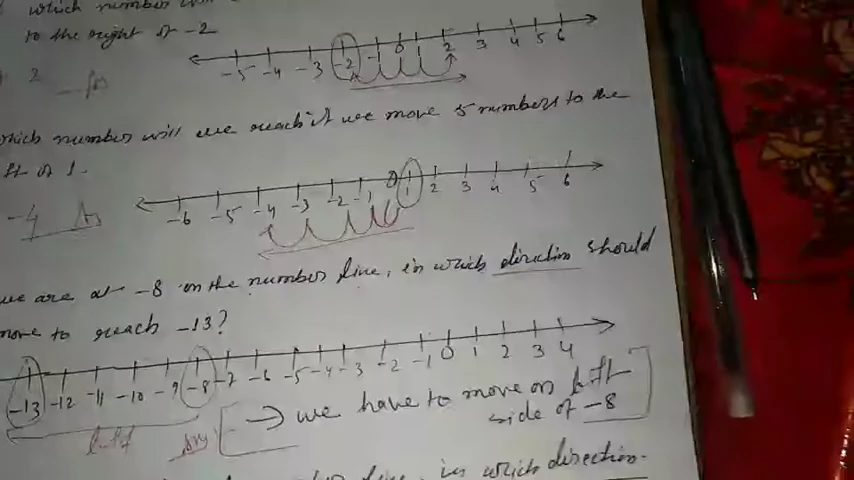 which number will
to the right of -2
-5 -4 -3 -2 -1 0 1 2 3 4 5 6
2
which number will we reach if we move 5 numbers to the
ft of 1.
-6 -5 -4 -3 -2 -1 0 1 2 3 4 5 6
-4 As
we are at -8 on the number line, in which direction should
move to reach -13?
-13 -12 -11 -10 -9 -8 -7 -6 -5 -4 -3 -2 -1 0 1 2 3 4
left
→ we have to move on left
side of -8
line, in which direction.